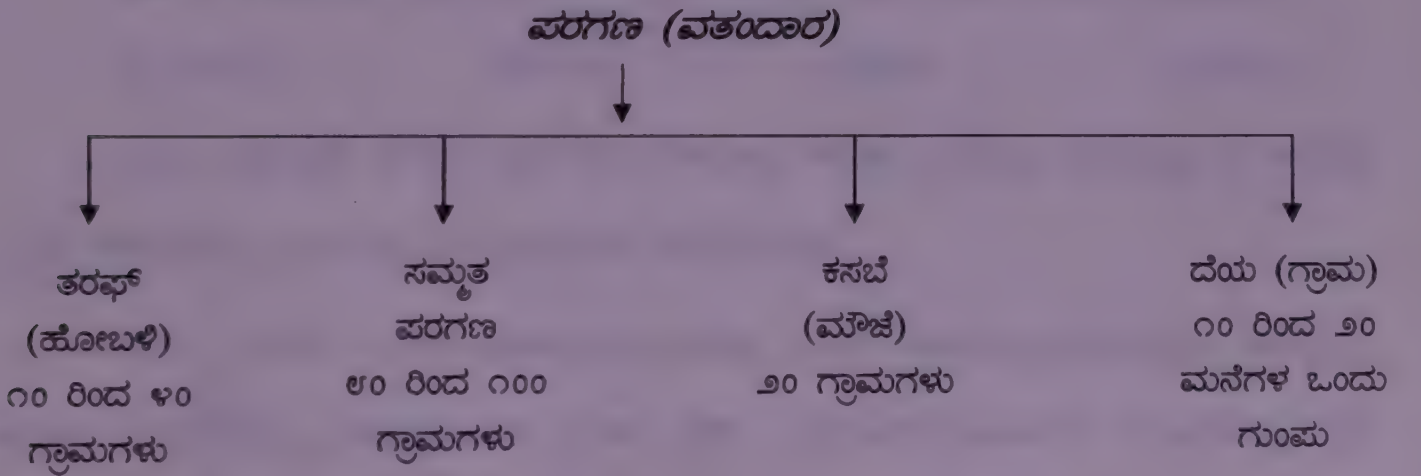 ಪರಗಣ (ವತಂದಾರ)
ತರಫ್
(ಹೋಬಳಿ)
೧೦ ರಿಂದ ೪೦
ಗ್ರಾಮಗಳು
ಸಮ್ಮತ
ಪರಗಣ
೮೦ ರಿಂದ ೧೦೦
ಗ್ರಾಮಗಳು
ಕಸಬೆ
(ಮೌಜೆ)
೨೦ ಗ್ರಾಮಗಳು
ದೆಯ (ಗ್ರಾಮ)
೧೦ ರಿಂದ ೨೦
ಮನೆಗಳ ಒಂದು
ಗುಂಪು